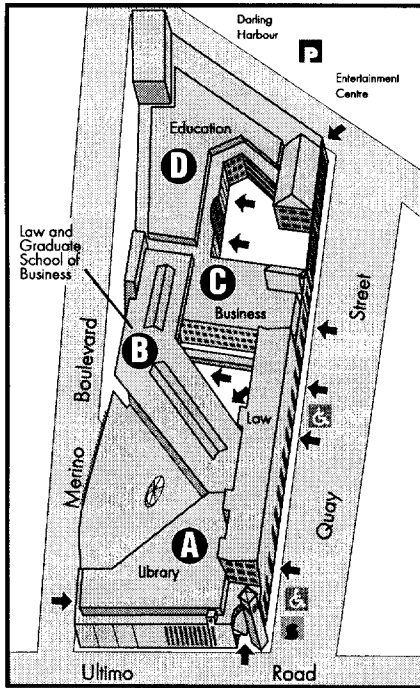 Darling
Harbour
P
Entertainment
Centre
Education
D
Law and
Graduate
School of
Business
C
Business
B
Street
Boulevard
Law
Merino
Quay
A
Library
S
Ultimo
Road